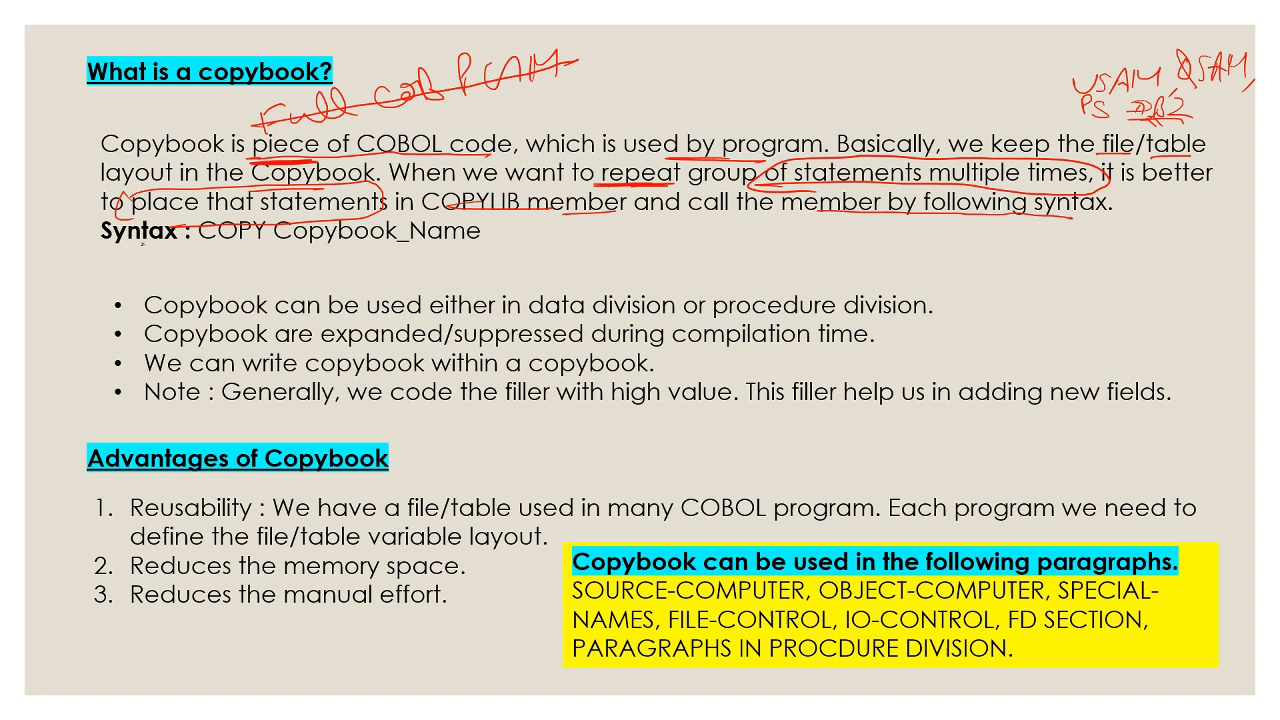 What is a copybook?
Full COB PGM
VSAM QSAM,
PS DB2
Copybook is piece of COBOL code, which is used by program. Basically, we keep the file/table
layout in the Copybook. When we want to repeat group of statements multiple times, it is better
to place that statements in COPYLIB member and call the member by following syntax.
Syntax : COPY Copybook_Name
• Copybook can be used either in data division or procedure division.
• Copybook are expanded/suppressed during compilation time.
• We can write copybook within a copybook.
• Note : Generally, we code the filler with high value. This filler help us in adding new fields.
Advantages of Copybook
1. Reusability : We have a file/table used in many COBOL program. Each program we need to
define the file/table variable layout.
2. Reduces the memory space.
3. Reduces the manual effort.
Copybook can be used in the following paragraphs.
SOURCE-COMPUTER, OBJECT-COMPUTER, SPECIAL-
NAMES, FILE-CONTROL, IO-CONTROL, FD SECTION,
PARAGRAPHS IN PROCDURE DIVISION.